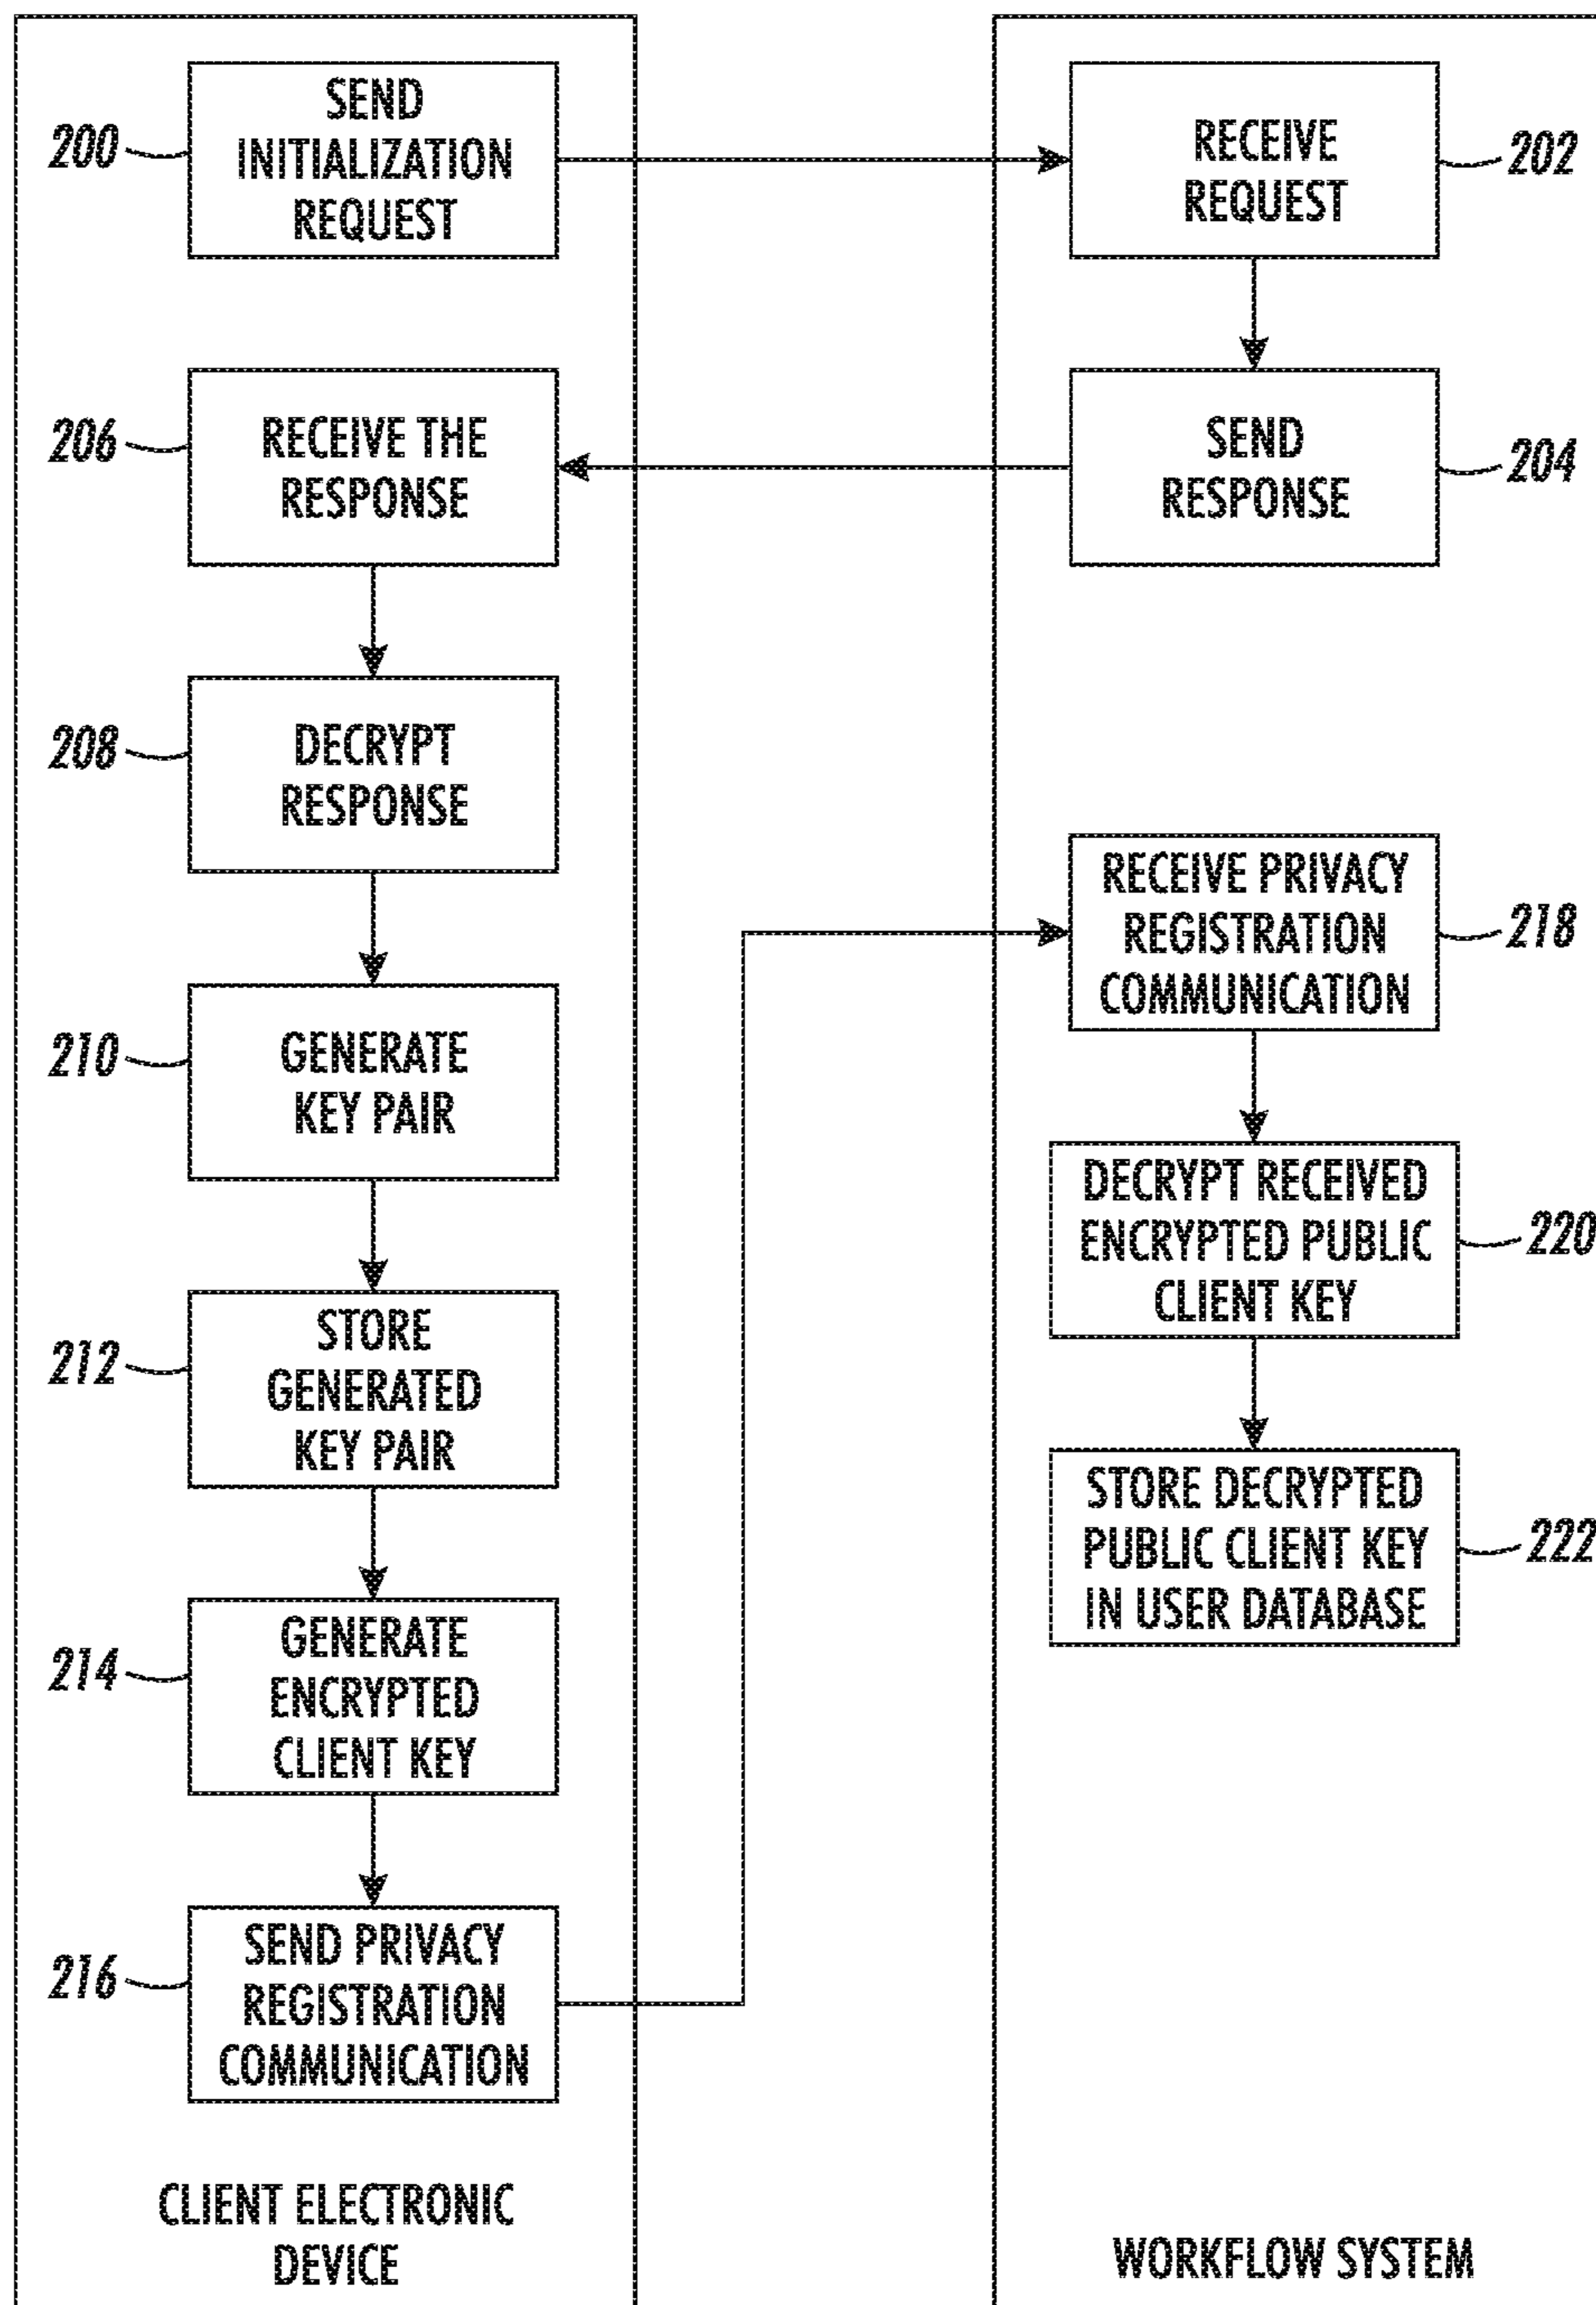 SEND
INITIALIZATION
REQUEST
200
RECEIVE
REQUEST
202
RECEIVE THE
RESPONSE
206
SEND
RESPONSE
204
DECRYPT
RESPONSE
208
GENERATE
KEY PAIR
210
STORE
GENERATED
KEY PAIR
212
GENERATE
ENCRYPTED
CLIENT KEY
214
SEND PRIVACY
REGISTRATION
COMMUNICATION
216
CLIENT ELECTRONIC
DEVICE
RECEIVE PRIVACY
REGISTRATION
COMMUNICATION
218
DECRYPT RECEIVED
ENCRYPTED PUBLIC
CLIENT KEY
220
STORE DECRYPTED
PUBLIC CLIENT KEY
IN USER DATABASE
222
WORKFLOW SYSTEM